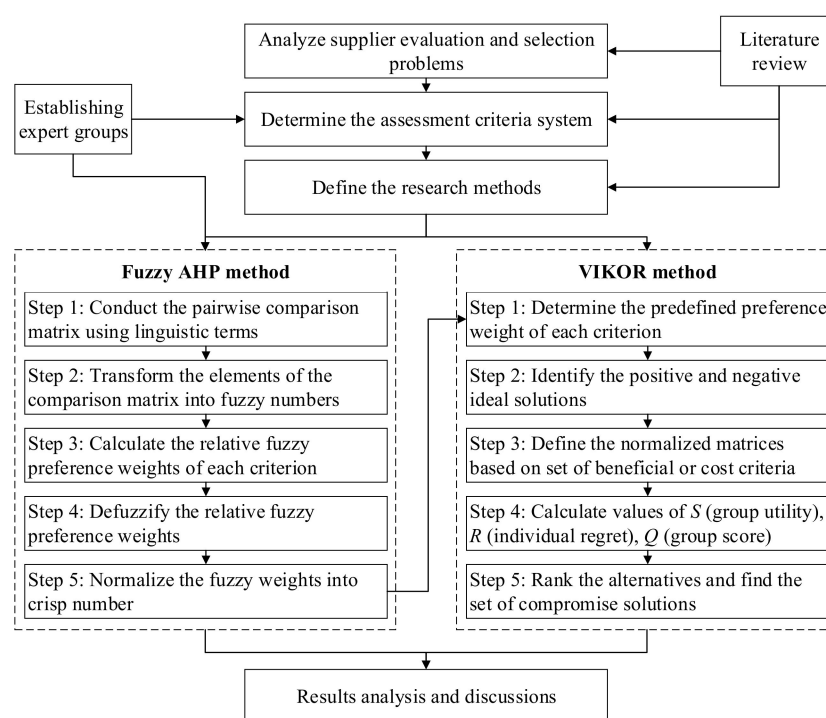 Analyze supplier evaluation and selection
problems
Literature
review
Establishing
expert groups
Determine the assessment criteria system
Define the research methods
Fuzzy AHP method
Step 1: Conduct the pairwise comparison
matrix using linguistic terms
Step 2: Transform the elements of the
comparison matrix into fuzzy numbers
Step 3: Calculate the relative fuzzy
preference weights of each criterion
Step 4: Defuzzify the relative fuzzy
preference weights
Step 5: Normalize the fuzzy weights into
crisp number
VIKOR method
Step 1: Determine the predefined preference
weight of each criterion
Step 2: Identify the positive and negative
ideal solutions
Step 3: Define the normalized matrices
based on set of beneficial or cost criteria
Step 4: Calculate values of S (group utility),
R (individual regret), Q (group score)
Step 5: Rank the alternatives and find the
set of compromise solutions
Results analysis and discussions